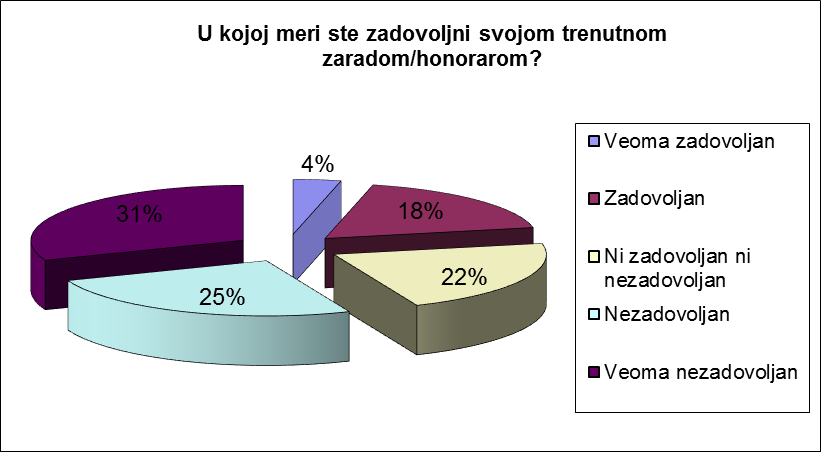 U kojoj meri ste zadovoljni svojom trenutnom
zaradom/honorarom?
4%
18%
22%
25%
31%
Veoma zadovoljan
Zadovoljan
Ni zadovoljan ni
nezadovoljan
Nezadovoljan
Veoma nezadovoljan